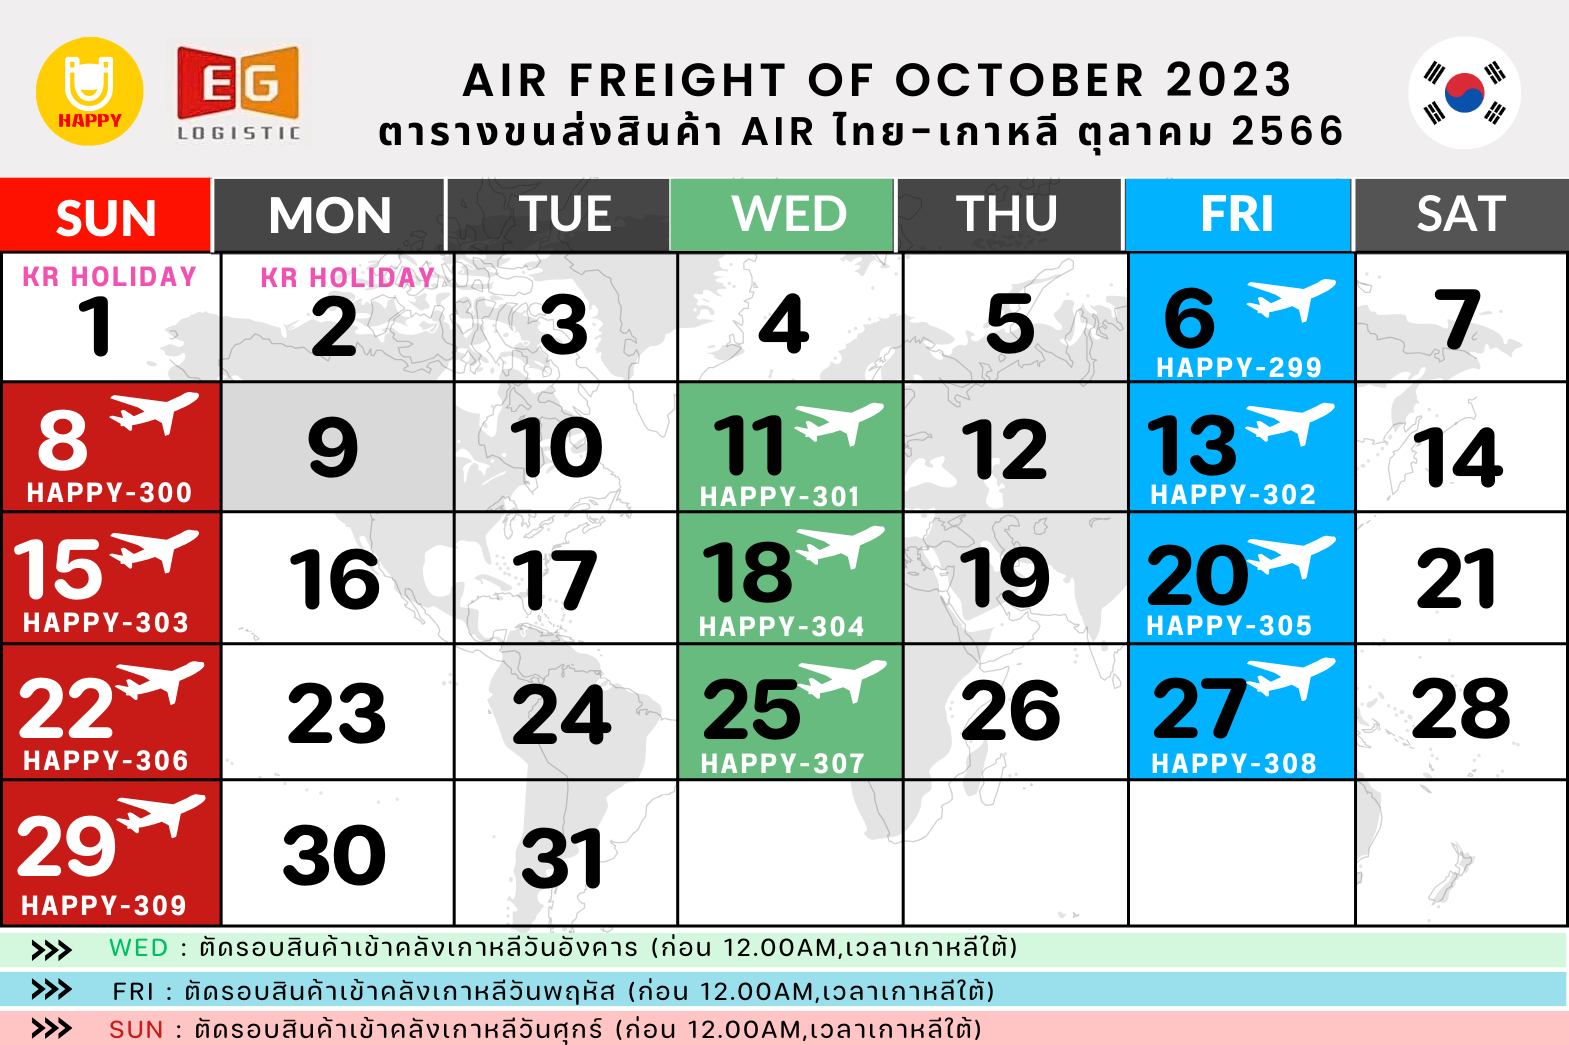 HAPPY
EG
LOGISTIC
AIR FREIGHT OF OCTOBER 2023
ตารางขนส่งสินค้า AIR ไทย-เกาหลี ตุลาคม 2566
SUN MON TUE WED THU FRI SAT
KR HOLIDAY KR HOLIDAY
1 2 3 4 5 6 7
HAPPY-299
8 9 10 11 12 13 14
HAPPY-300 HAPPY-301 HAPPY-302
15 16 17 18 19 20 21
HAPPY-303 HAPPY-304 HAPPY-305
22 23 24 25 26 27 28
HAPPY-306 HAPPY-307 HAPPY-308
29 30 31
HAPPY-309
>>> WED : ตัดรอบสินค้าเข้าคลังเกาหลีวันอังคาร (ก่อน 12.00AM,เวลาเกาหลีใต้)
>>> FRI : ตัดรอบสินค้าเข้าคลังเกาหลีวันพฤหัส (ก่อน 12.00AM,เวลาเกาหลีใต้)
>>> SUN : ตัดรอบสินค้าเข้าคลังเกาหลีวันศุกร์ (ก่อน 12.00AM,เวลาเกาหลีใต้)